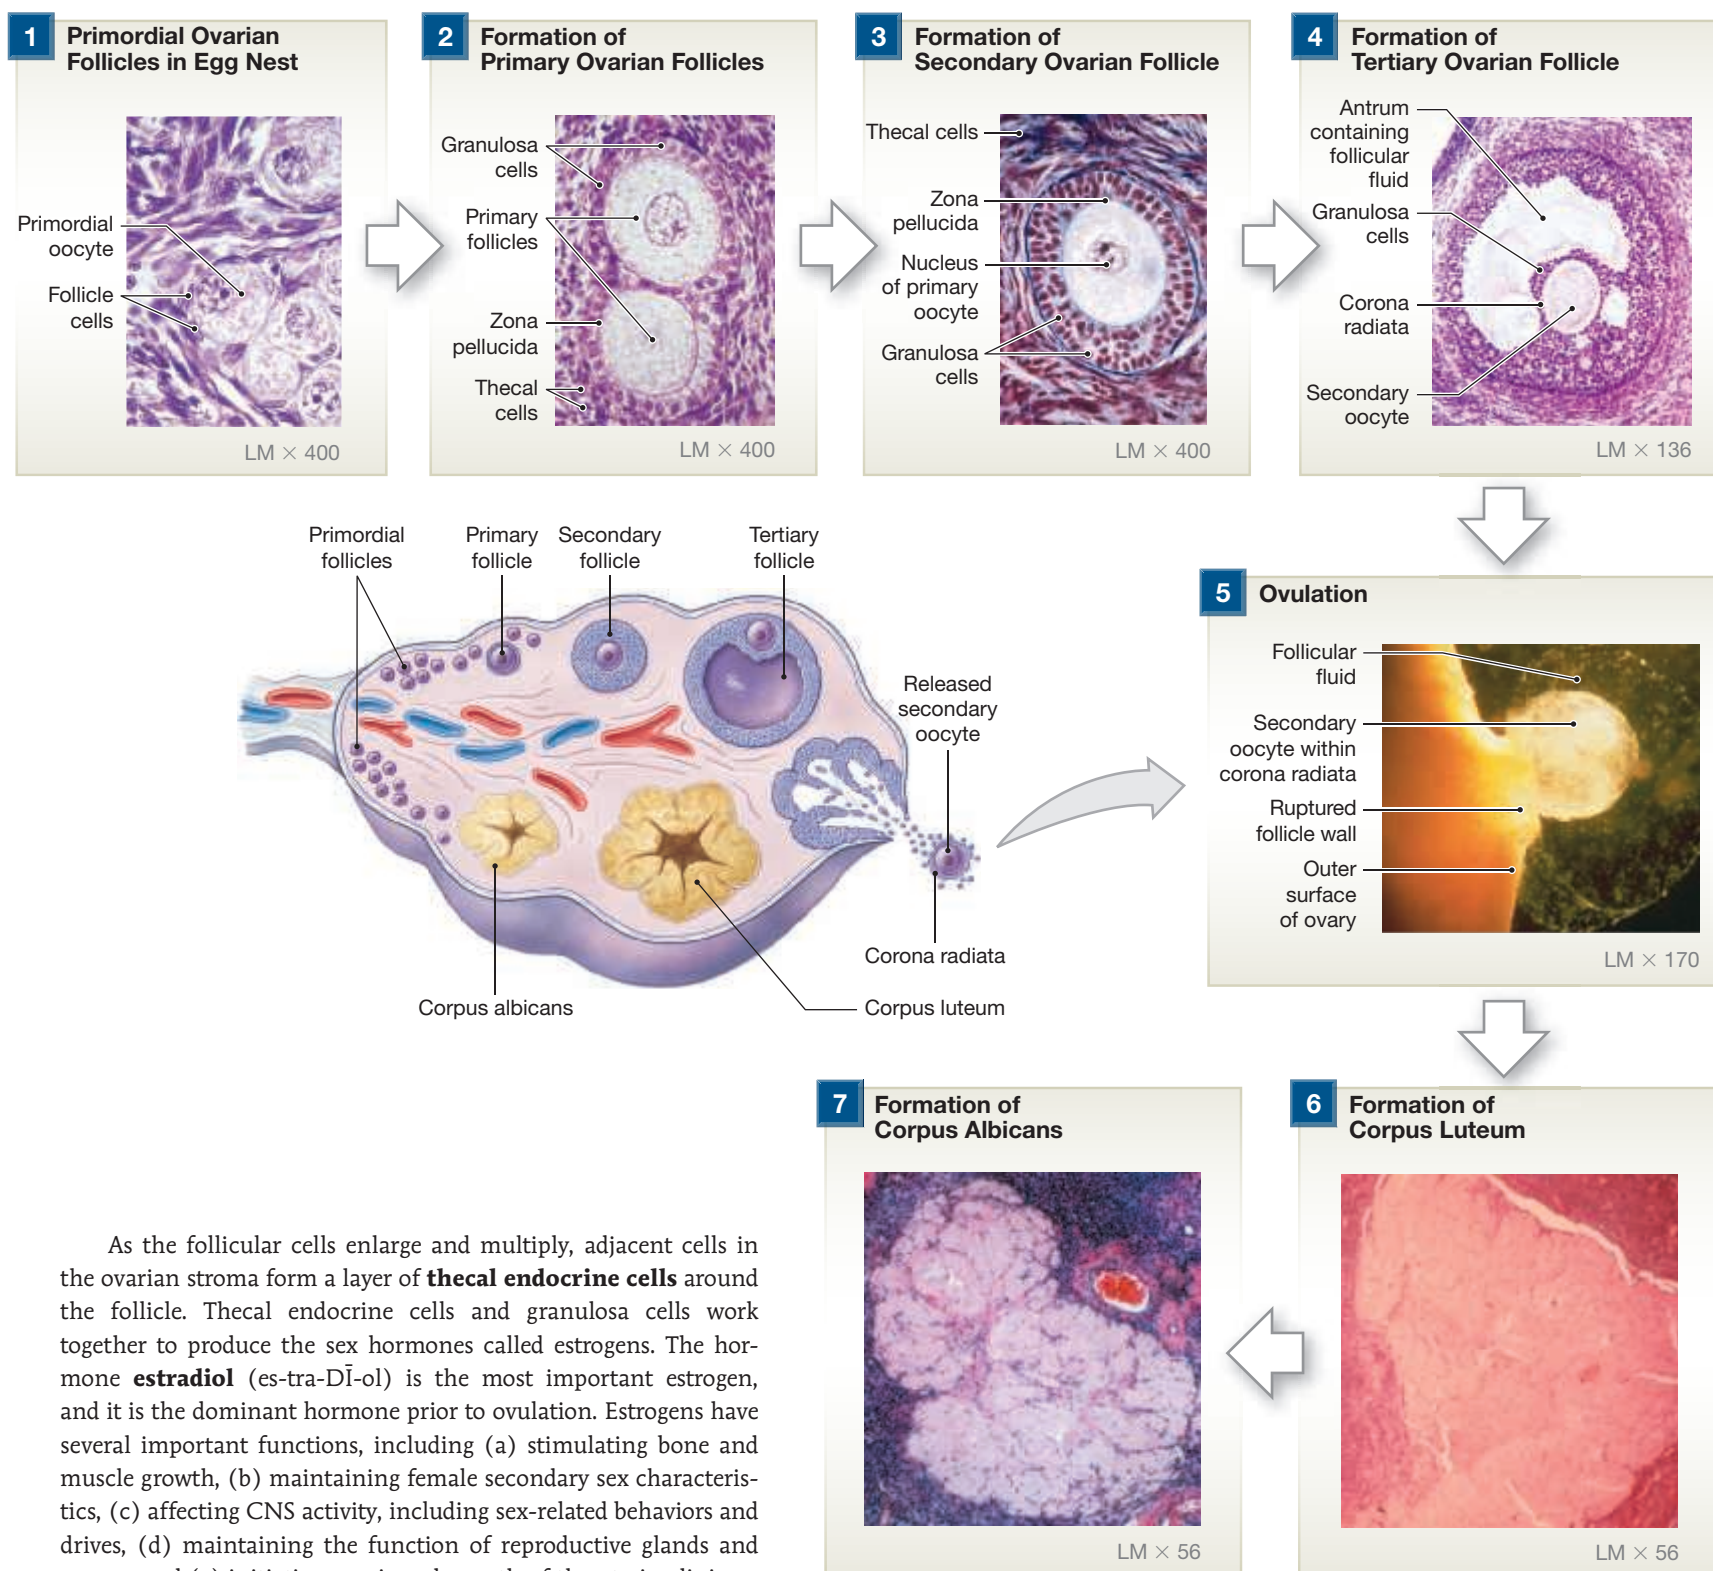 1
Primordial Ovarian
Follicles in Egg Nest
Primordial
oocyte
Follicle
cells
LM × 400
2
Formation of
Primary Ovarian Follicles
Granulosa
cells
Primary
follicles
Zona
pellucida
Thecal
cells
LM × 400
3
Formation of
Secondary Ovarian Follicle
Thecal cells
Zona
pellucida
Nucleus
of primary
oocyte
Granulosa
cells
LM × 400
4
Formation of
Tertiary Ovarian Follicle
Antrum
containing
follicular
fluid
Granulosa
cells
Corona
radiata
Secondary
oocyte
LM × 136
Primordial
follicles
Primary
follicle
Secondary
follicle
Tertiary
follicle
Released
secondary
oocyte
Corona radiata
Corpus luteum
Corpus albicans
5
Ovulation
Follicular
fluid
Secondary
oocyte within
corona radiata
Ruptured
follicle wall
Outer
surface
of ovary
LM × 170
7
Formation of
Corpus Albicans
LM × 56
6
Formation of
Corpus Luteum
LM × 56
As the follicular cells enlarge and multiply, adjacent cells in
the ovarian stroma form a layer of thecal endocrine cells around
the follicle. Thecal endocrine cells and granulosa cells work
together to produce the sex hormones called estrogens. The hor-
mone estradiol (es-tra-DĪ-ol) is the most important estrogen,
and it is the dominant hormone prior to ovulation. Estrogens have
several important functions, including (a) stimulating bone and
muscle growth, (b) maintaining female secondary sex characteris-
tics, (c) affecting CNS activity, including sex-related behaviors and
drives, (d) maintaining the function of reproductive glands and